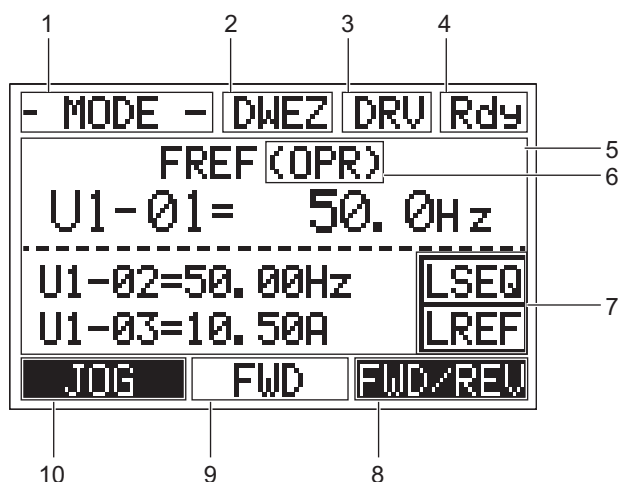 1 2 3 4
- MODE - DWEZ DRV Rdy
FREF (OPR) 5
6
U1-01= 50.0Hz
U1-02=50.00Hz LSEQ
7
U1-03=10.50A LREF
JOG FWD FWD/REV
10 9 8